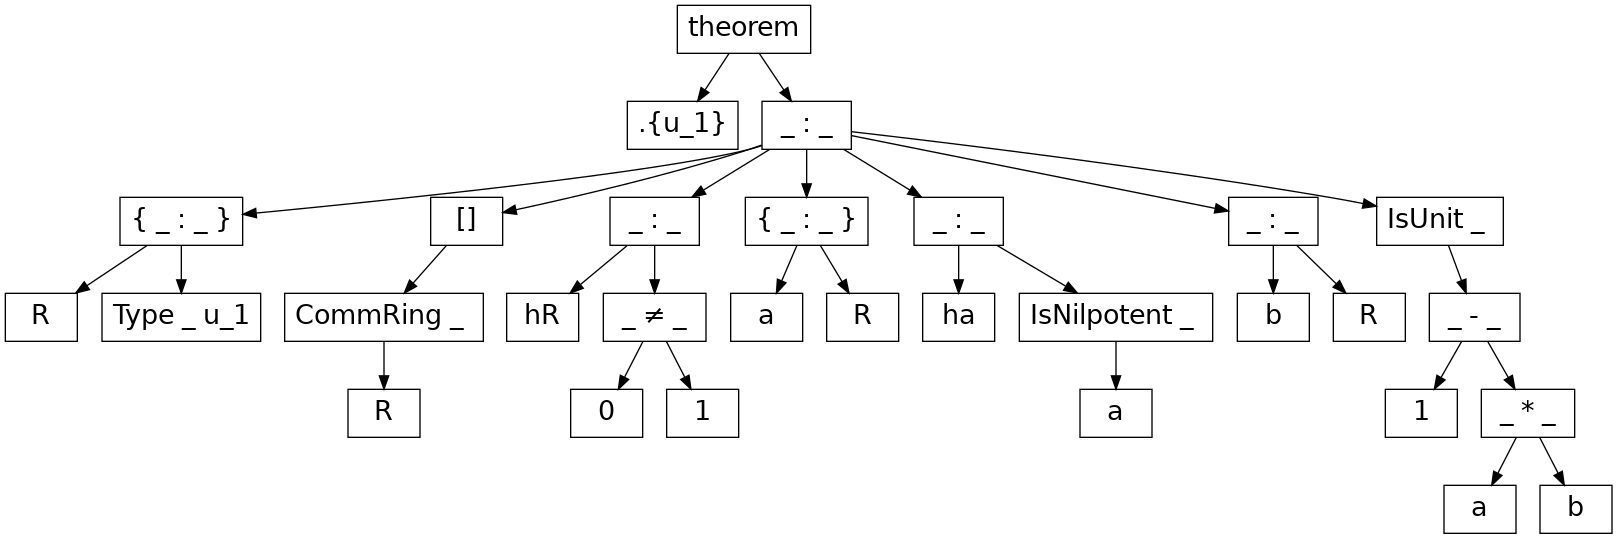 theorem
.{u_1} _ : _
{ _ : _ } [] _ : _ { _ : _ } _ : _ _ : _ IsUnit _
R Type _ u_1 CommRing _ hR _ ≠ _ a R ha IsNilpotent _ b R _ - _
R 0 1 a 1 _ * _
a b